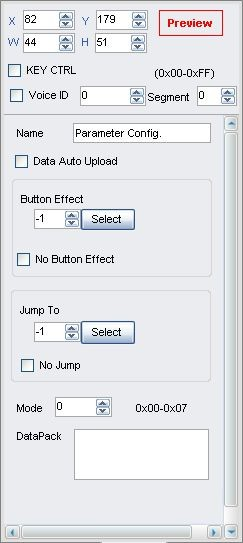 X 82 Y 179 Preview
W 44 H 51
KEY CTRL (0x00-0xFF)
Voice ID 0 Segment 0
Name Parameter Config.
Data Auto Upload
Button Effect
-1 Select
No Button Effect
Jump To
-1 Select
No Jump
Mode 0 0x00-0x07
DataPack